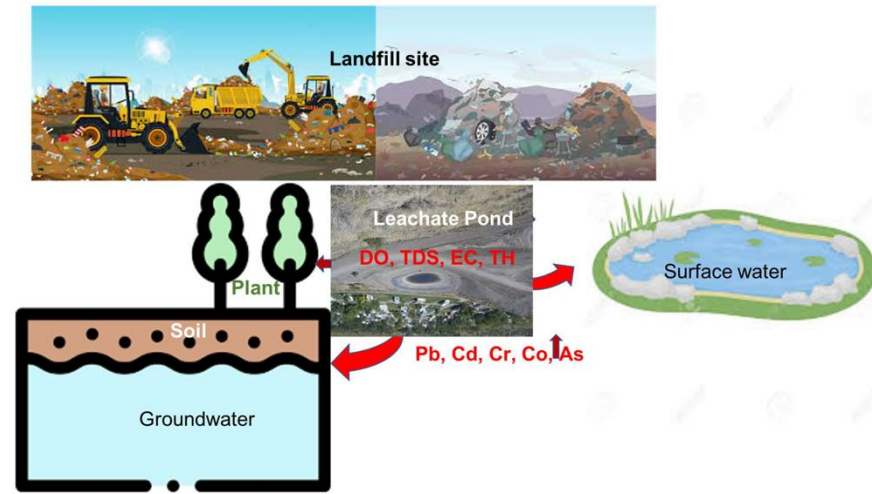 Landfill site
Leachate Pond
DO, TDS, EC, TH
Plant
Surface water
Soil
Pb, Cd, Cr, Co, As
Groundwater